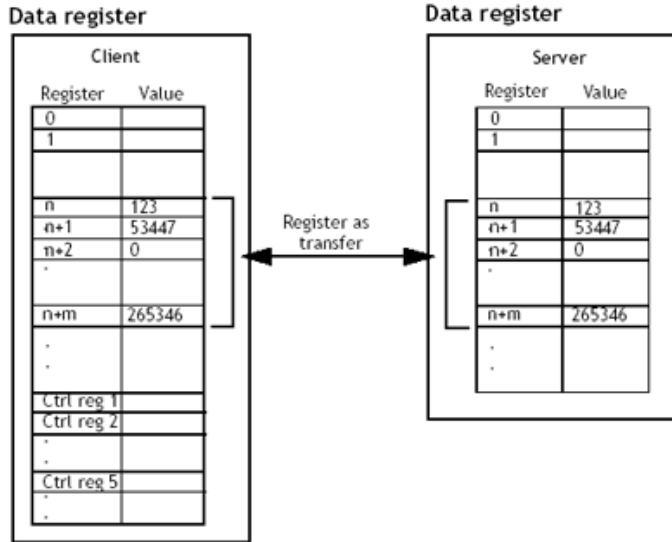 Data register
Client
Register Value
0
1
n 123
n+1 53447
n+2 0
.
n+m 265346
.
.
Ctrl reg 1
Ctrl reg 2
.
.
Ctrl reg 5
.
.
Register as
transfer
Data register
Server
Register Value
0
1
n 123
n+1 53447
n+2 0
.
n+m 265346
.
.